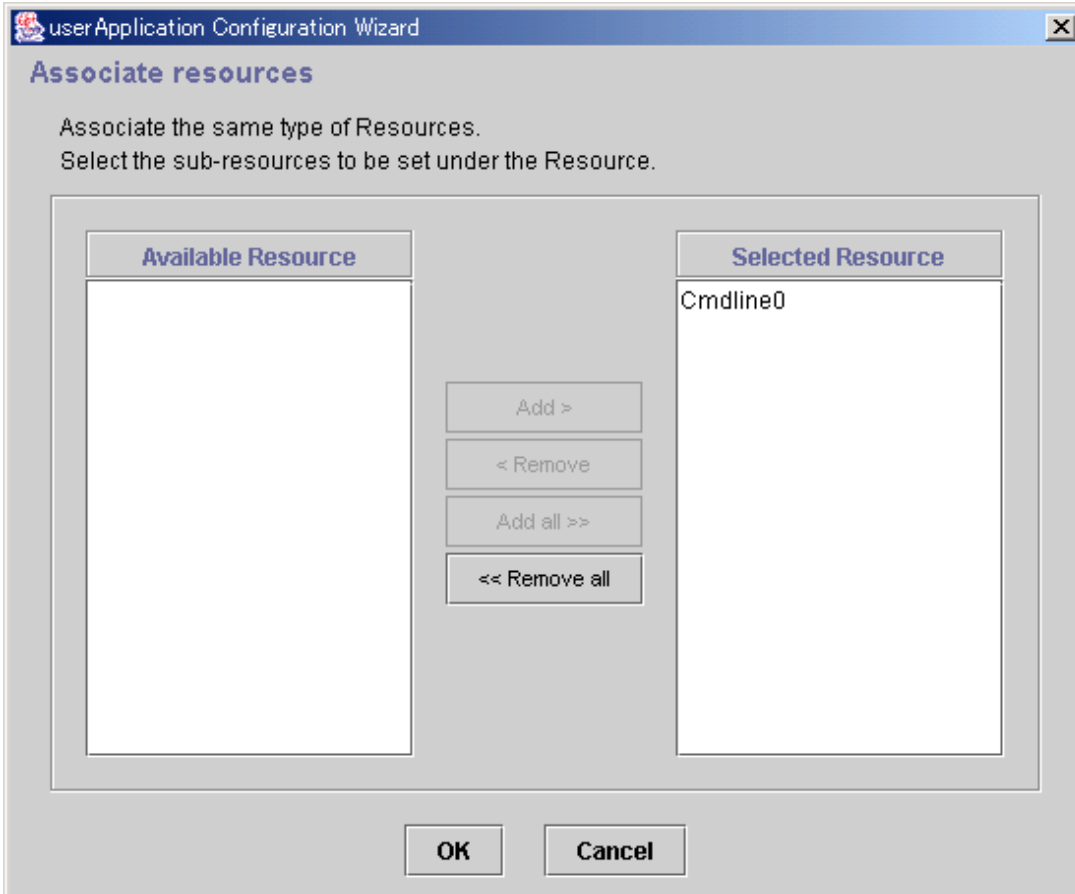 userApplication Configuration Wizard
Associate resources
Associate the same type of Resources.
Select the sub-resources to be set under the Resource.
Available Resource
Selected Resource
Cmdline0
Add >
< Remove
Add all >>
<< Remove all
OK
Cancel